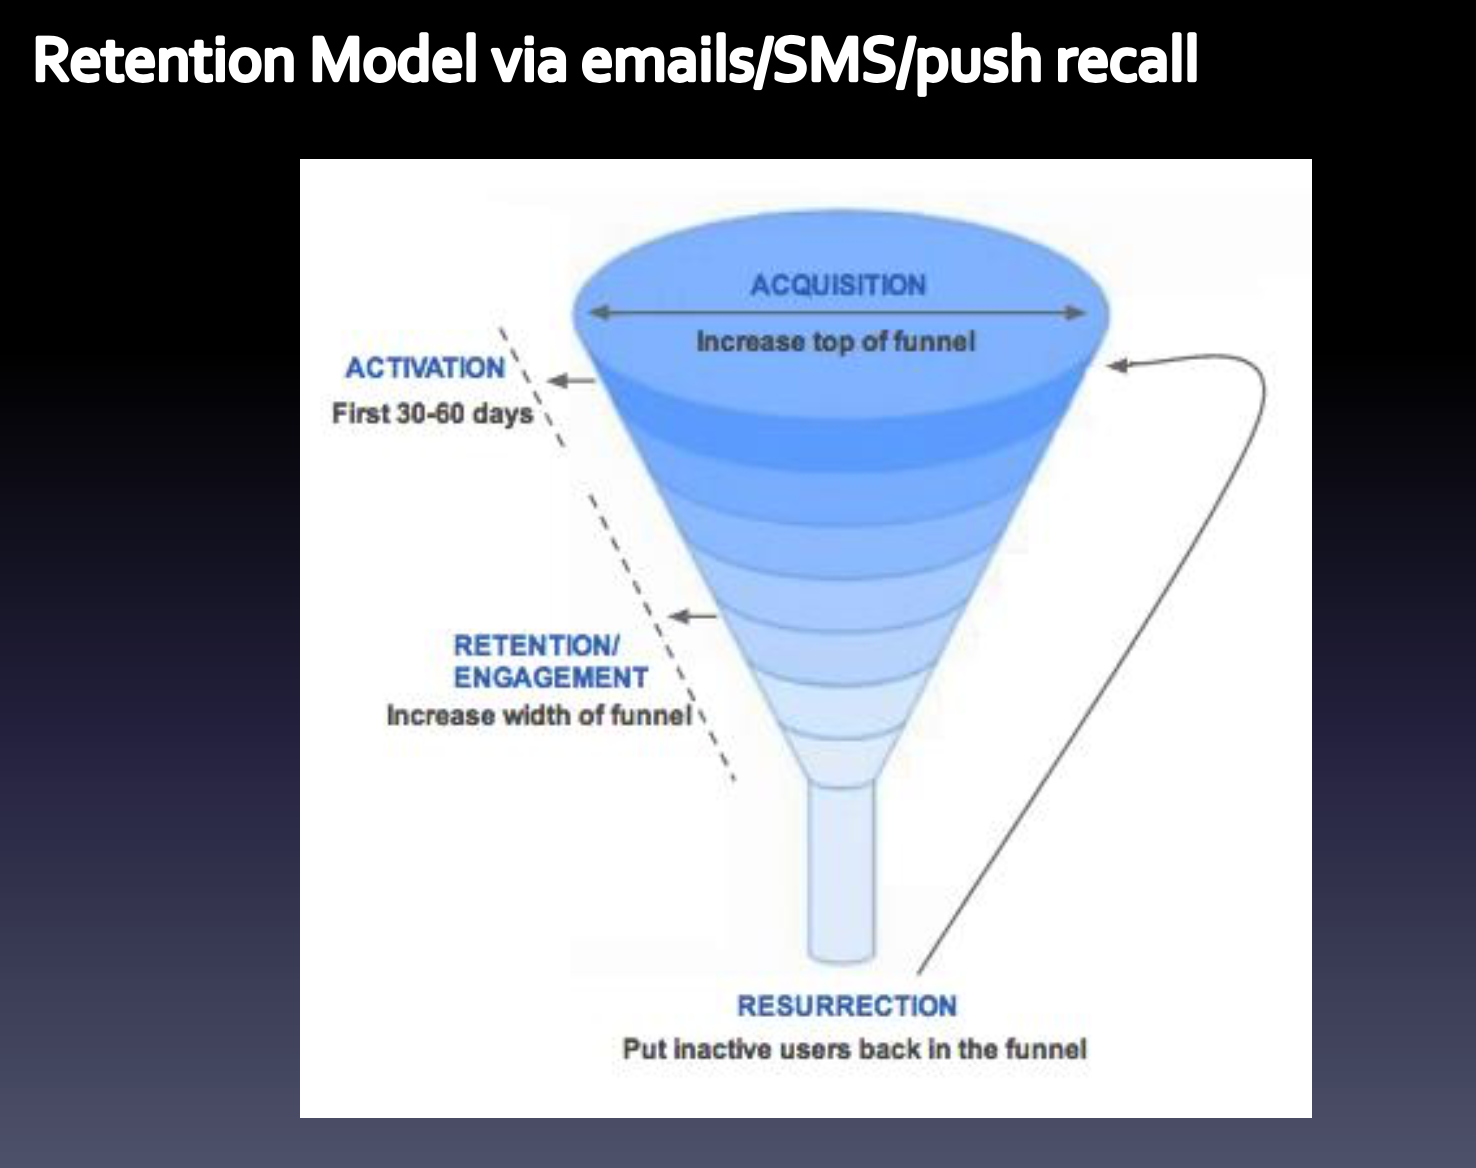 Retention Model via emails/SMS/push recall
ACQUISITION
Increase top of funnel
ACTIVATION
First 30-60 days
RETENTION/
ENGAGEMENT
Increase width of funnel
RESURRECTION
Put inactive users back in the funnel